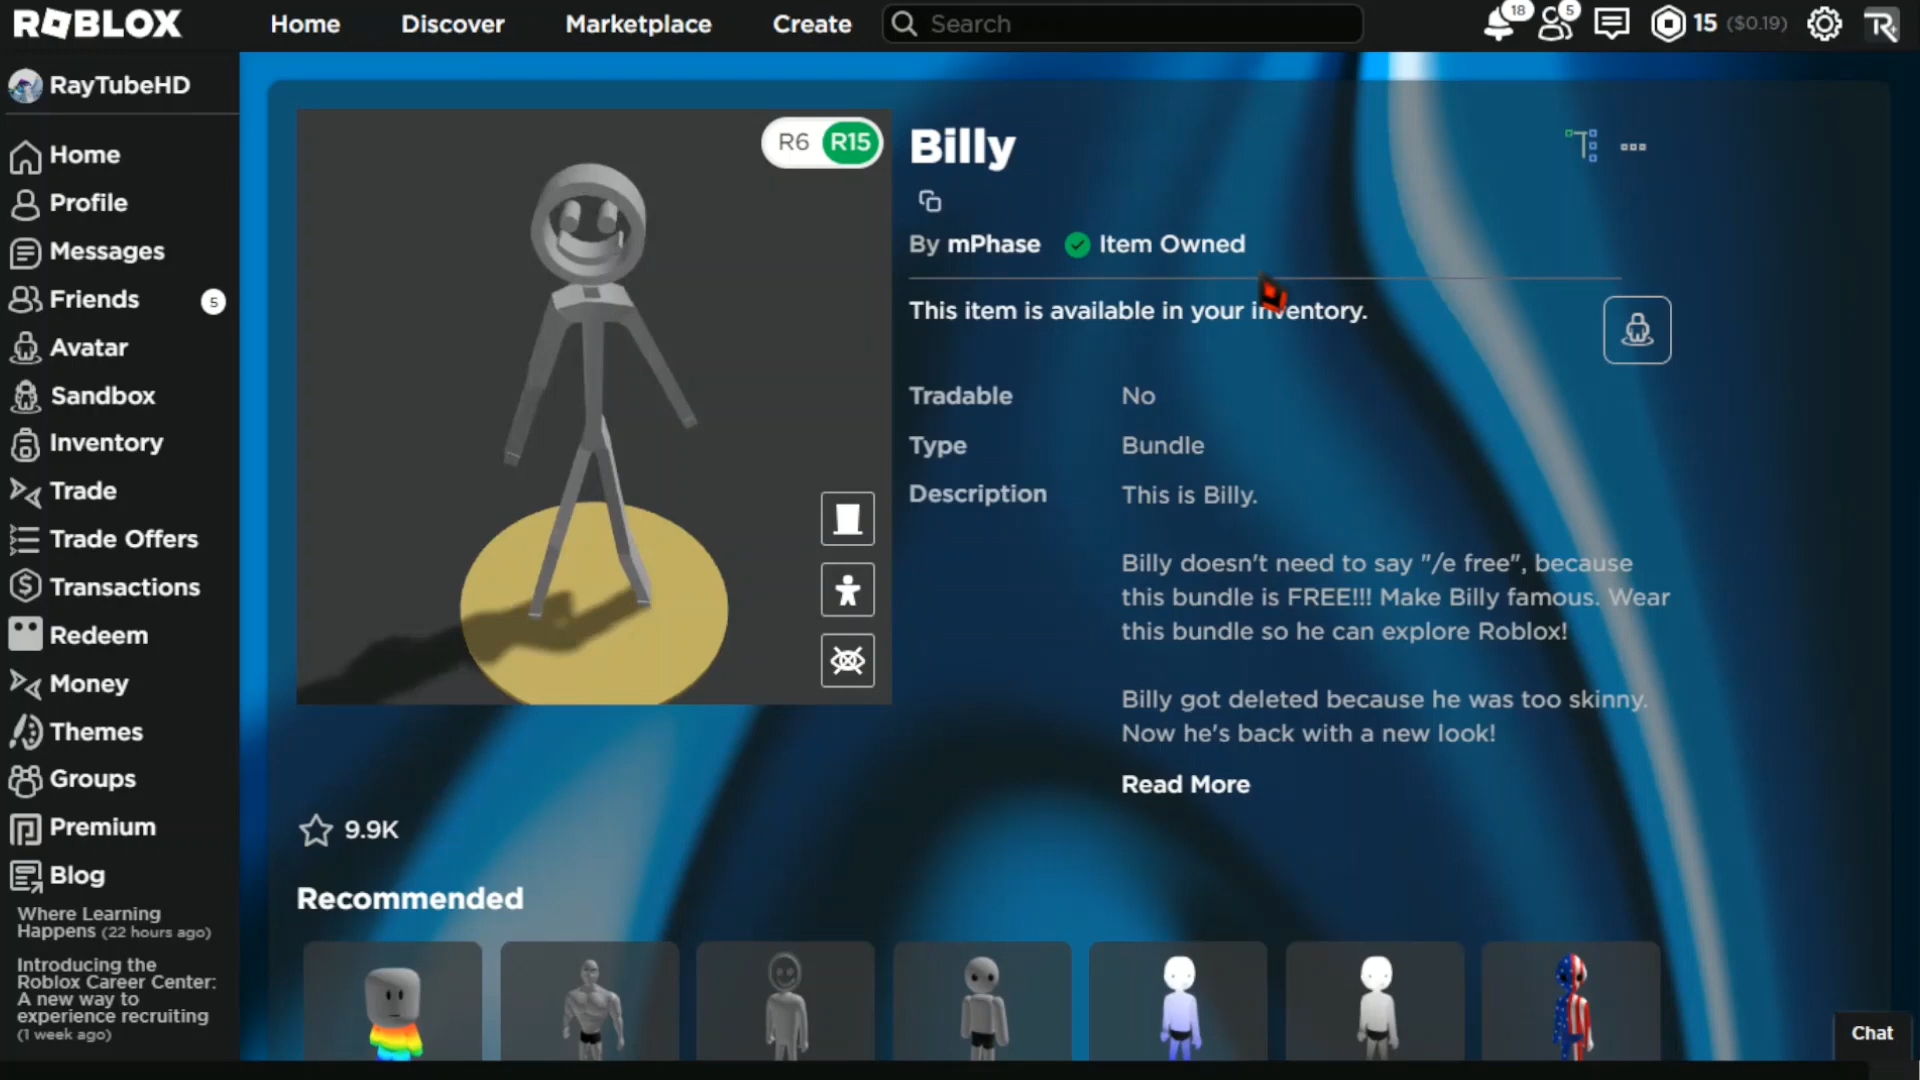 ROBLOX
Home
Discover
Marketplace
Create
Search
18
5
15 ($0.19)
RayTubeHD
Home
Profile
Messages
Friends
5
Avatar
Sandbox
Inventory
Trade
Trade Offers
Transactions
Redeem
Money
Themes
Groups
Premium
Blog
Where Learning
Happens (22 hours ago)
Introducing the
Roblox Career Center:
A new way to
experience recruiting
(1 week ago)
R6 R15
Billy
By mPhase Item Owned
This item is available in your inventory.
Tradable No
Type Bundle
Description This is Billy.
Billy doesn't need to say "/e free", because
this bundle is FREE!!! Make Billy famous. Wear
this bundle so he can explore Roblox!
Billy got deleted because he was too skinny.
Now he's back with a new look!
Read More
9.9K
Recommended
Chat